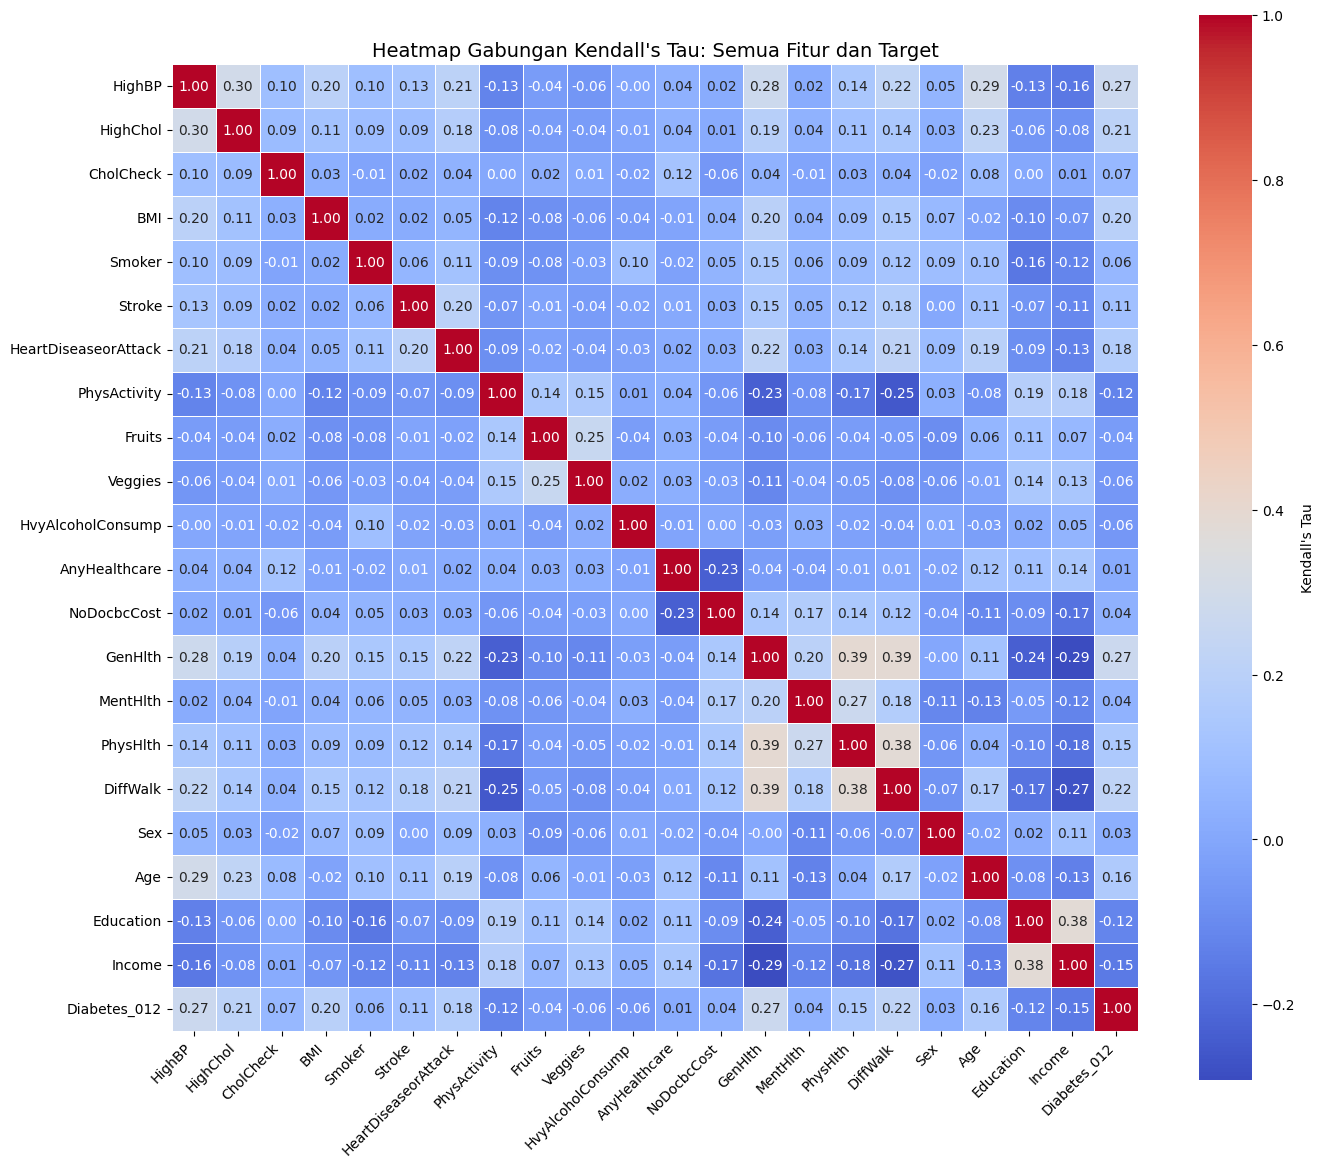 Heatmap Gabungan Kendall's Tau: Semua Fitur dan Target
HighBP 1.00 0.30 0.10 0.20 0.10 0.13 0.21 -0.13 -0.04 -0.06 -0.00 0.04 0.02 0.28 0.02 0.14 0.22 0.05 0.29 -0.13 -0.16 0.27
HighChol 0.30 1.00 0.09 0.11 0.09 0.09 0.18 -0.08 -0.04 -0.04 -0.01 0.04 0.01 0.19 0.04 0.11 0.14 0.03 0.23 -0.06 -0.08 0.21
CholCheck 0.10 0.09 1.00 0.03 -0.01 0.02 0.04 0.00 0.02 0.01 -0.02 0.12 -0.06 0.04 -0.01 0.03 0.04 -0.02 0.08 0.00 0.01 0.07
BMI 0.20 0.11 0.03 1.00 0.02 0.02 0.05 -0.12 -0.08 -0.06 -0.04 -0.01 0.04 0.20 0.04 0.09 0.15 0.07 -0.02 -0.10 -0.07 0.20
Smoker 0.10 0.09 -0.01 0.02 1.00 0.06 0.11 -0.09 -0.08 -0.03 0.10 -0.02 0.05 0.15 0.06 0.09 0.12 0.09 0.10 -0.16 -0.12 0.06
Stroke 0.13 0.09 0.02 0.02 0.06 1.00 0.20 -0.07 -0.01 -0.04 -0.02 0.01 0.03 0.15 0.05 0.12 0.18 0.00 0.11 -0.07 -0.11 0.11
HeartDiseaseorAttack 0.21 0.18 0.04 0.05 0.11 0.20 1.00 -0.09 -0.02 -0.04 -0.03 0.02 0.03 0.22 0.03 0.14 0.21 0.09 0.19 -0.09 -0.13 0.18
PhysActivity -0.13 -0.08 0.00 -0.12 -0.09 -0.07 -0.09 1.00 0.14 0.15 0.01 0.04 -0.06 -0.23 -0.08 -0.17 -0.25 0.03 -0.08 0.19 0.18 -0.12
Fruits -0.04 -0.04 0.02 -0.08 -0.08 -0.01 -0.02 0.14 1.00 0.25 -0.04 0.03 -0.04 -0.10 -0.06 -0.04 -0.05 -0.09 0.06 0.11 0.07 -0.04
Veggies -0.06 -0.04 0.01 -0.06 -0.03 -0.04 -0.04 0.15 0.25 1.00 0.02 0.03 -0.03 -0.11 -0.04 -0.05 -0.08 -0.06 -0.01 0.14 0.13 -0.06
HvyAlcoholConsump -0.00 -0.01 -0.02 -0.04 0.10 -0.02 -0.03 0.01 -0.04 0.02 1.00 -0.01 0.00 -0.03 0.03 -0.02 -0.04 0.01 -0.03 0.02 0.05 -0.06
AnyHealthcare 0.04 0.04 0.12 -0.01 -0.02 0.01 0.02 0.04 0.03 0.03 -0.01 1.00 -0.23 -0.04 -0.04 -0.01 0.01 -0.02 0.12 0.11 0.14 0.01
NoDocbcCost 0.02 0.01 -0.06 0.04 0.05 0.03 0.03 -0.06 -0.04 -0.03 0.00 -0.23 1.00 0.14 0.17 0.14 0.12 -0.04 -0.11 -0.09 -0.17 0.04
GenHlth 0.28 0.19 0.04 0.20 0.15 0.15 0.22 -0.23 -0.10 -0.11 -0.03 -0.04 0.14 1.00 0.20 0.39 0.39 -0.00 0.11 -0.24 -0.29 0.27
MentHlth 0.02 0.04 -0.01 0.04 0.06 0.05 0.03 -0.08 -0.06 -0.04 0.03 -0.04 0.17 0.20 1.00 0.27 0.18 -0.11 -0.13 -0.05 -0.12 0.04
PhysHlth 0.14 0.11 0.03 0.09 0.09 0.12 0.14 -0.17 -0.04 -0.05 -0.02 -0.01 0.14 0.39 0.27 1.00 0.38 -0.06 0.04 -0.10 -0.18 0.15
DiffWalk 0.22 0.14 0.04 0.15 0.12 0.18 0.21 -0.25 -0.05 -0.08 -0.04 0.01 0.12 0.39 0.18 0.38 1.00 -0.07 0.17 -0.17 -0.27 0.22
Sex 0.05 0.03 -0.02 0.07 0.09 0.00 0.09 0.03 -0.09 -0.06 0.01 -0.02 -0.04 -0.00 -0.11 -0.06 -0.07 1.00 -0.02 0.02 0.11 0.03
Age 0.29 0.23 0.08 -0.02 0.10 0.11 0.19 -0.08 0.06 -0.01 -0.03 0.12 -0.11 0.11 -0.13 0.04 0.17 -0.02 1.00 -0.08 -0.13 0.16
Education -0.13 -0.06 0.00 -0.10 -0.16 -0.07 -0.09 0.19 0.11 0.14 0.02 0.11 -0.09 -0.24 -0.05 -0.10 -0.17 0.02 -0.08 1.00 0.38 -0.12
Income -0.16 -0.08 0.01 -0.07 -0.12 -0.11 -0.13 0.18 0.07 0.13 0.05 0.14 -0.17 -0.29 -0.12 -0.18 -0.27 0.11 -0.13 0.38 1.00 -0.15
Diabetes_012 0.27 0.21 0.07 0.20 0.06 0.11 0.18 -0.12 -0.04 -0.06 -0.06 0.01 0.04 0.27 0.04 0.15 0.22 0.03 0.16 -0.12 -0.15 1.00
HighBP HighChol CholCheck BMI Smoker Stroke HeartDiseaseorAttack PhysActivity Fruits Veggies HvyAlcoholConsump AnyHealthcare NoDocbcCost GenHlth MentHlth PhysHlth DiffWalk Sex Age Education Income Diabetes_012
1.0
0.8
0.6
0.4
0.2
0.0
−0.2
Kendall's Tau